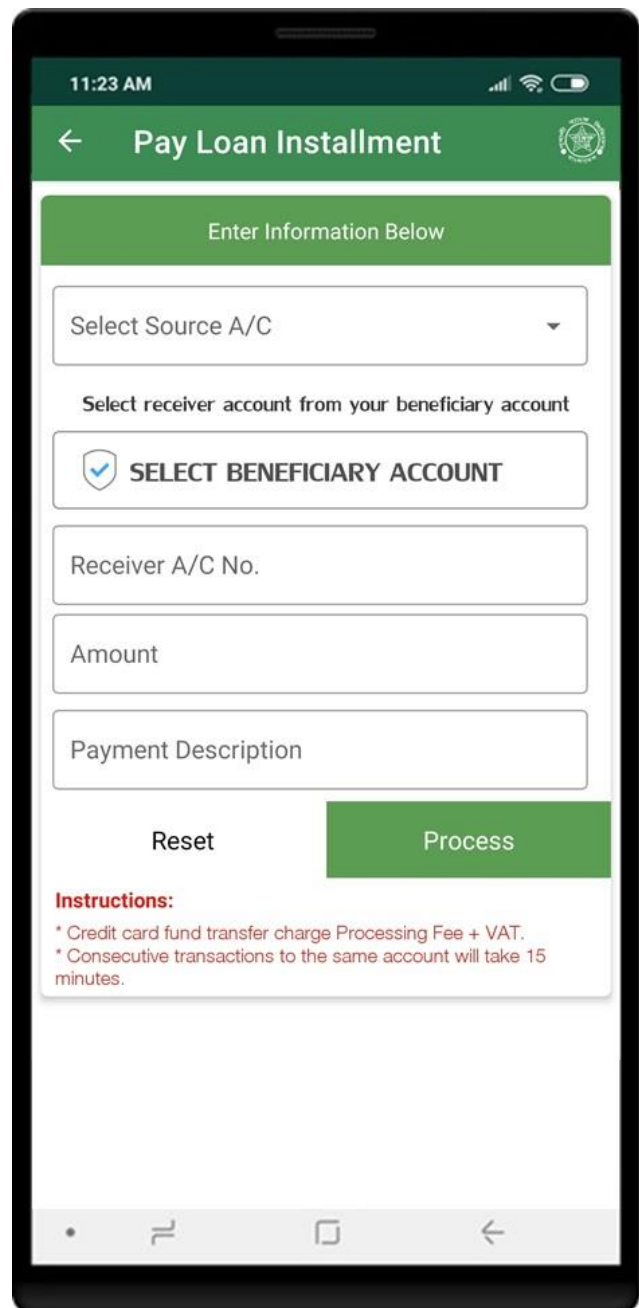 11:23 AM
Pay Loan Installment
Enter Information Below
Select Source A/C
Select receiver account from your beneficiary account
SELECT BENEFICIARY ACCOUNT
Receiver A/C No.
Amount
Payment Description
Reset
Process
Instructions:
* Credit card fund transfer charge Processing Fee + VAT.
* Consecutive transactions to the same account will take 15
minutes.